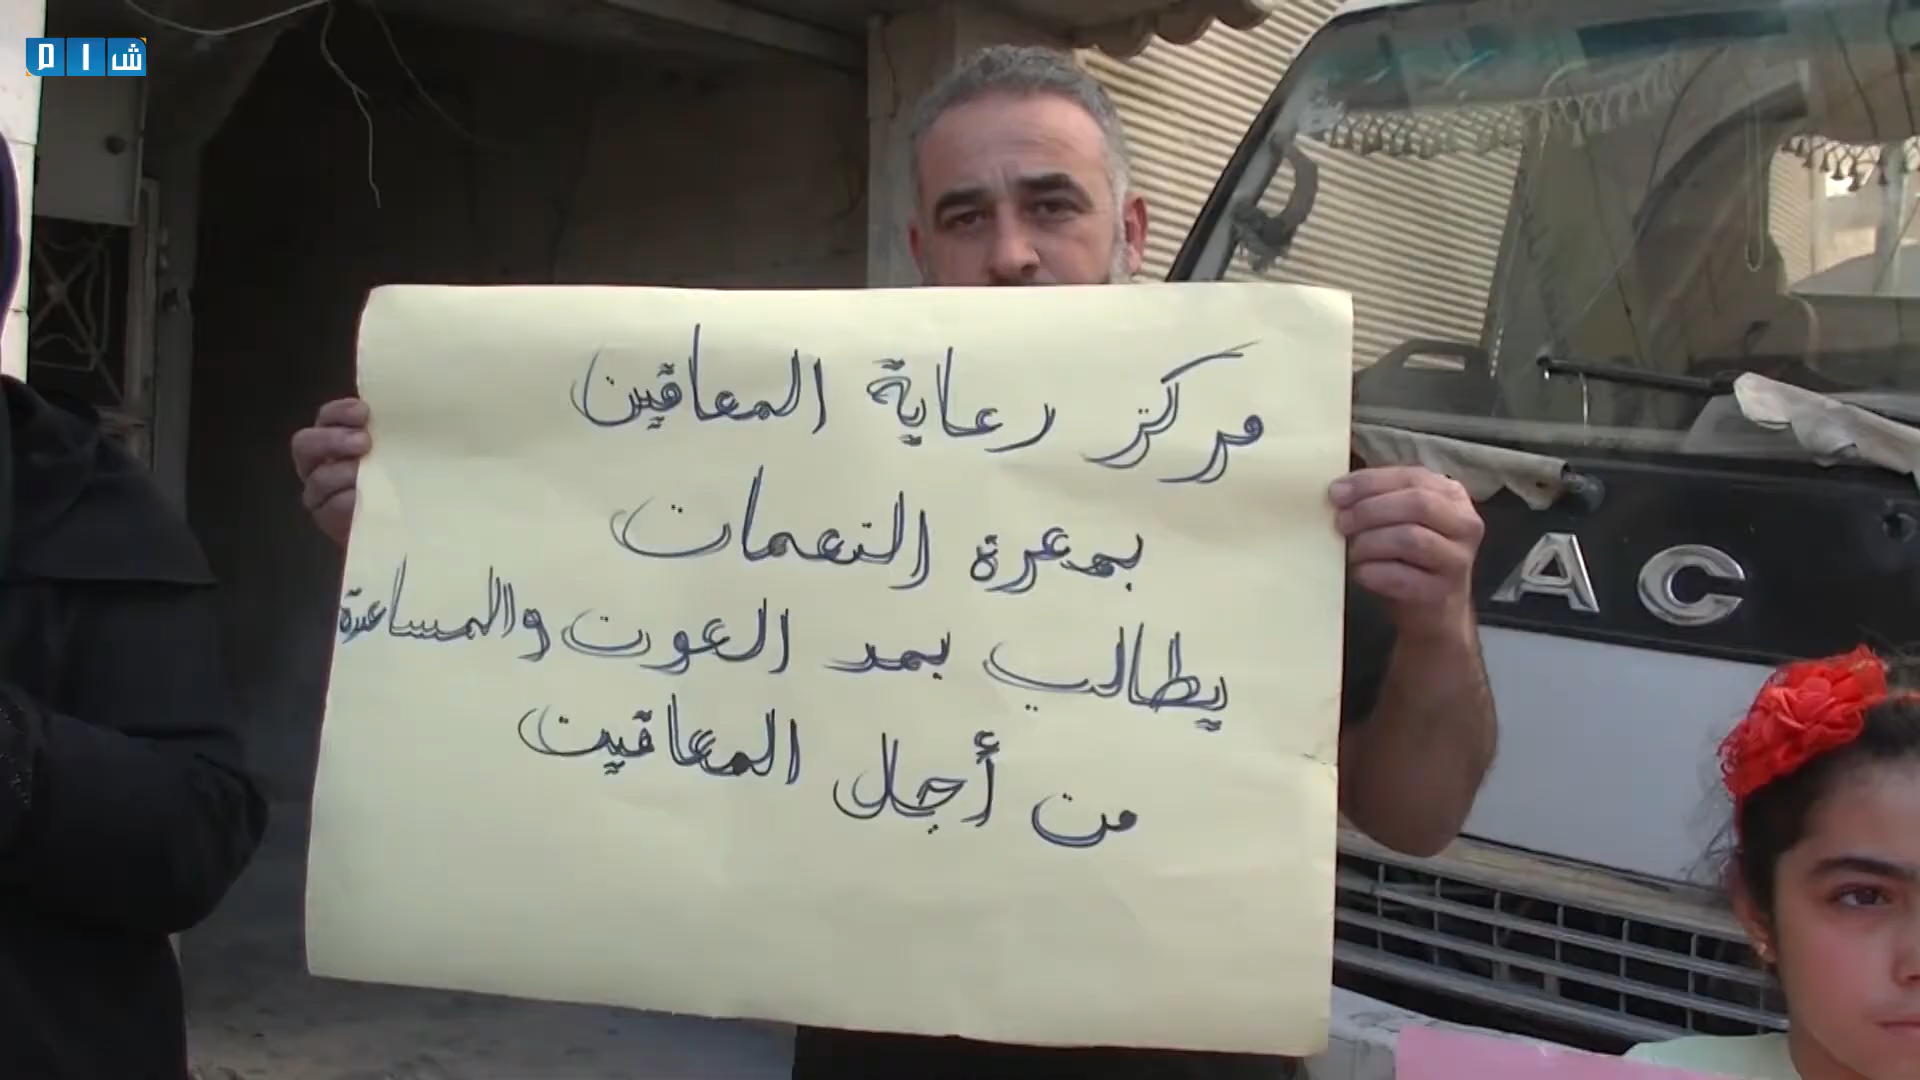 شام
مركز رعاية المعاقين
بمعرة النعمان
يطالب بمد العون والمساعدة
من أجل المعاقين
AC